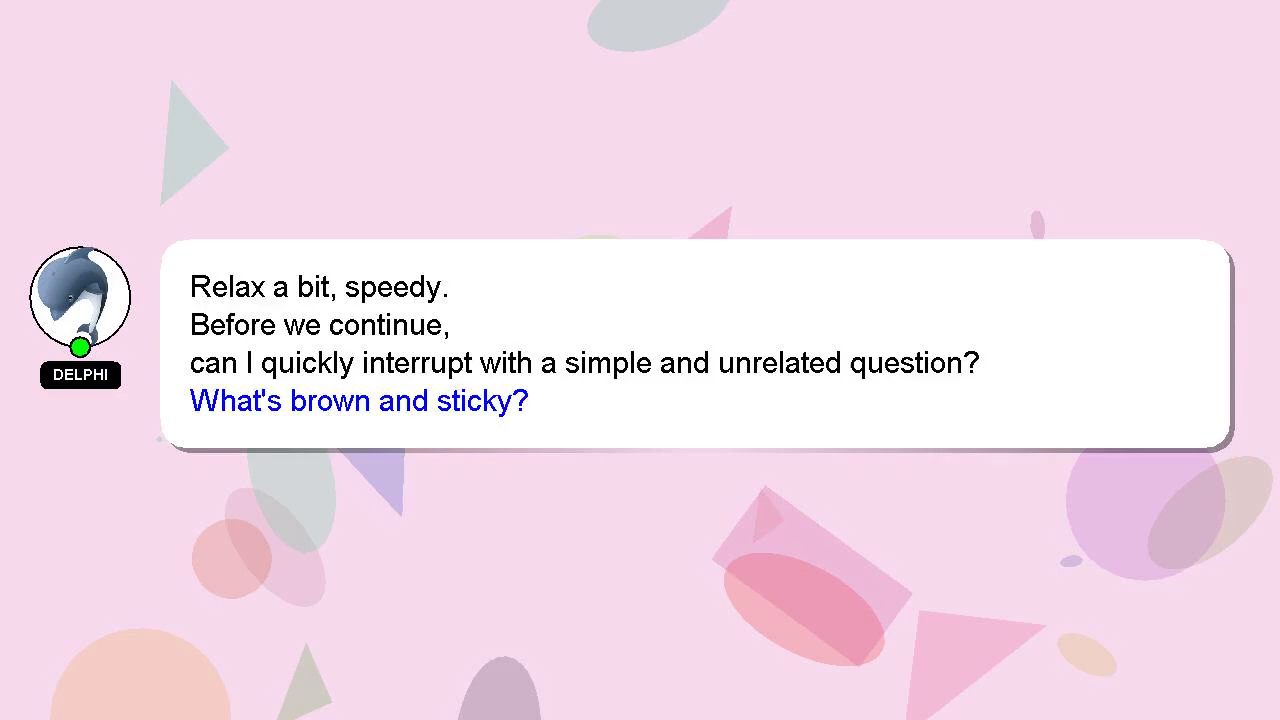 Relax a bit, speedy.
Before we continue,
can I quickly interrupt with a simple and unrelated question?
What's brown and sticky?
DELPHI